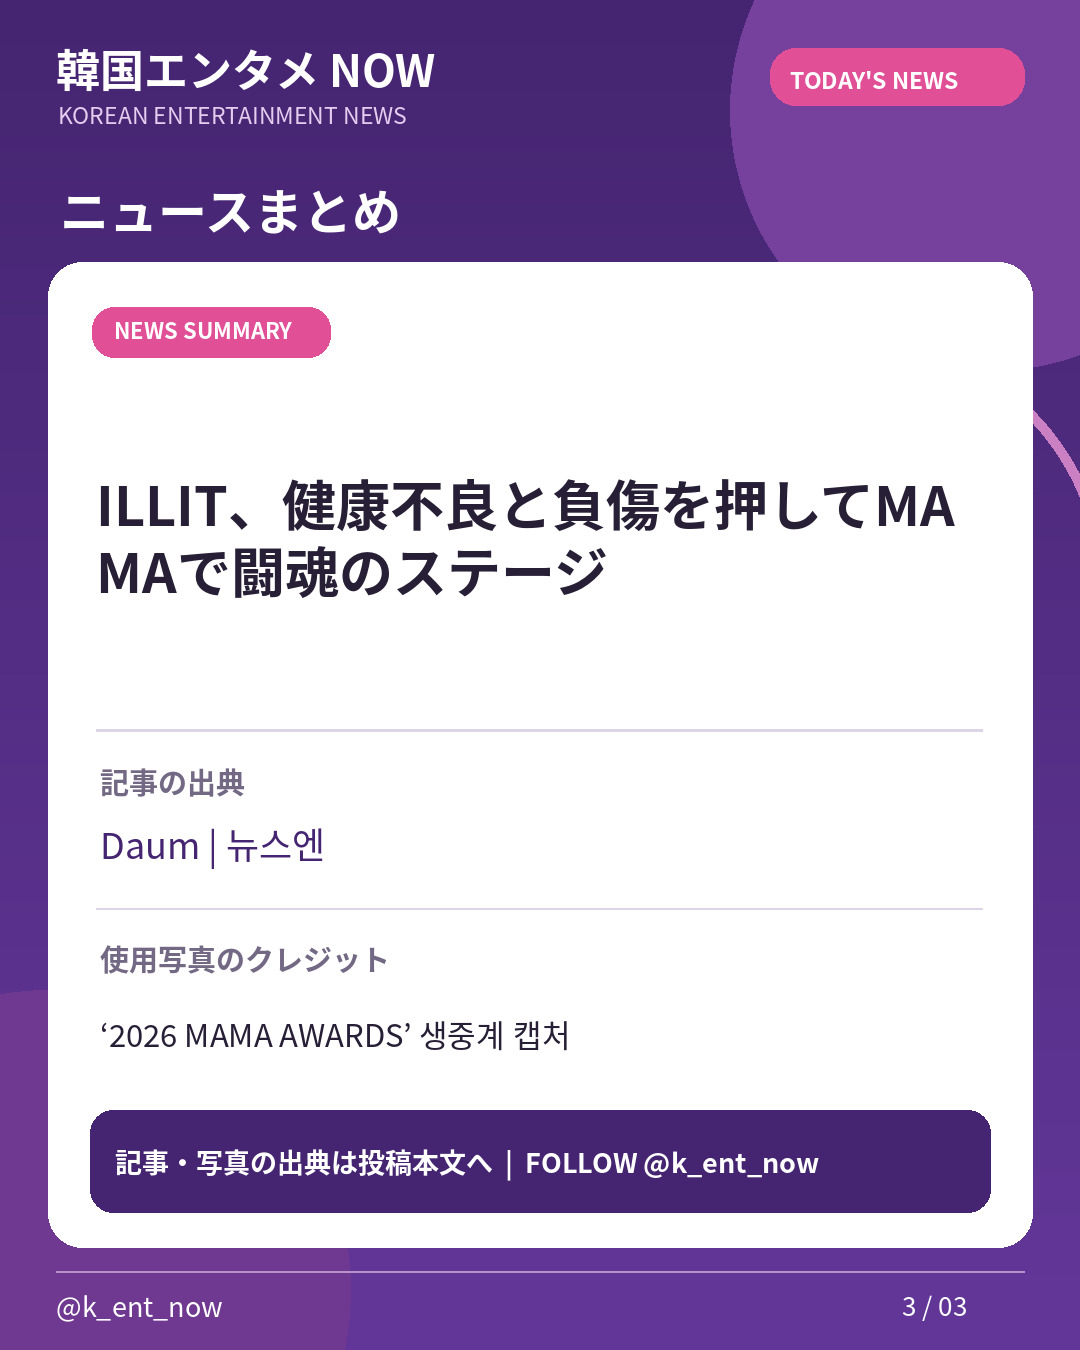 韓国エンタメ NOW
KOREAN ENTERTAINMENT NEWS
TODAY'S NEWS
ニュースまとめ
NEWS SUMMARY
ILLIT、健康不良と負傷を押してMA
MAで闘魂のステージ
記事の出典
Daum | 뉴스엔
使用写真のクレジット
‘2026 MAMA AWARDS’ 생중계 캡처
記事・写真の出典は投稿本文へ | FOLLOW @k_ent_now
@k_ent_now
3 / 03